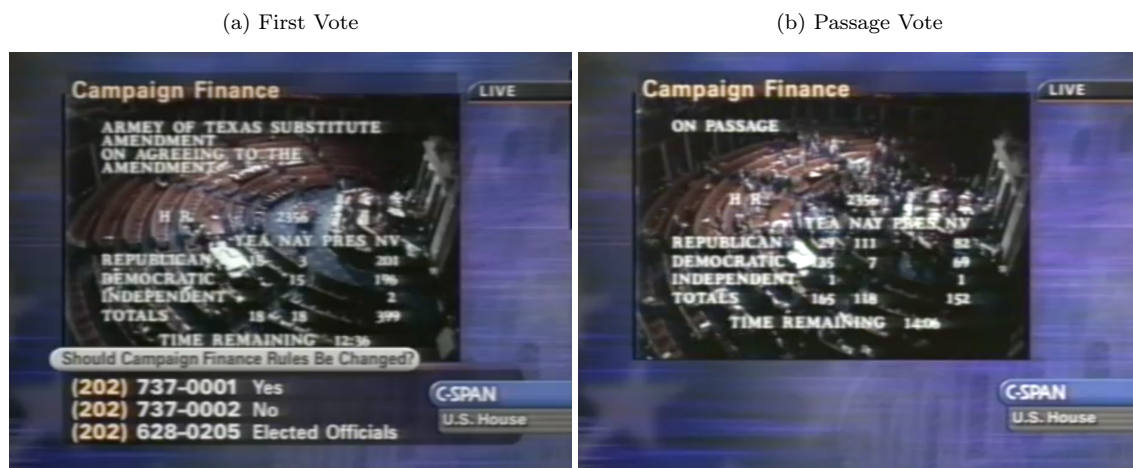 (a) First Vote
Campaign Finance
LIVE
ARMEY OF TEXAS SUBSTITUTE
AMENDMENT
ON AGREEING TO THE
AMENDMENT
H R 2356
YEA NAY PRES NV
REPUBLICAN 18 3 201
DEMOCRATIC 15 196
INDEPENDENT 2
TOTALS 18 18 399
TIME REMAINING 12:36
Should Campaign Finance Rules Be Changed?
(202) 737-0001 Yes
(202) 737-0002 No
(202) 628-0205 Elected Officials
C-SPAN
U.S. House
(b) Passage Vote
Campaign Finance
LIVE
ON PASSAGE
H R 2356
YEA NAY PRES NV
REPUBLICAN 29 111 82
DEMOCRATIC 135 7 69
INDEPENDENT 1 1
TOTALS 165 118 152
TIME REMAINING 14:06
C-SPAN
U.S. House